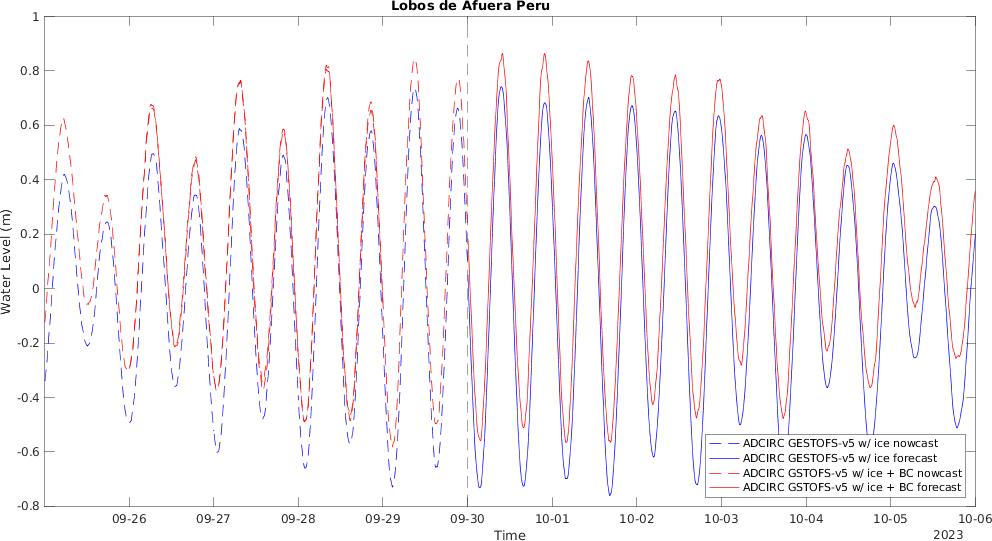 Lobos de Afuera Peru
1
0.8
0.6
0.4
0.2
0
-0.2
-0.4
-0.6
-0.8
Water Level (m)
ADCIRC GESTOFS-v5 w/ ice nowcast
ADCIRC GESTOFS-v5 w/ ice forecast
ADCIRC GSTOFS-v5 w/ ice + BC nowcast
ADCIRC GSTOFS-v5 w/ ice + BC forecast
09-26 09-27 09-28 09-29 09-30 10-01 10-02 10-03 10-04 10-05 10-06
Time 2023